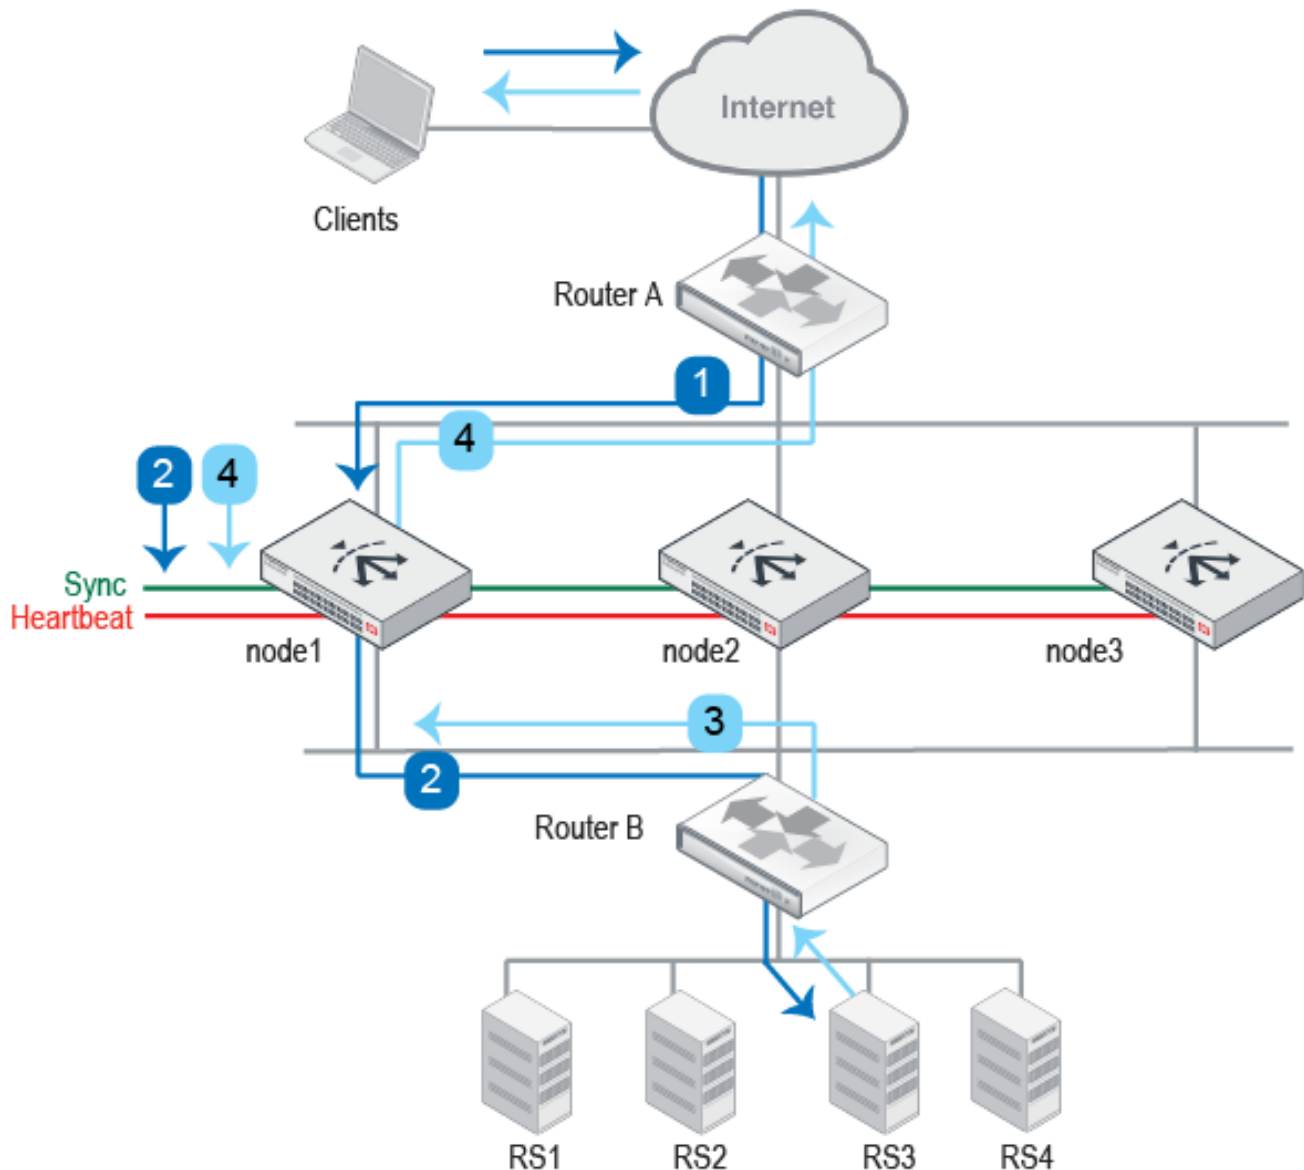 Internet
Clients
Router A
1
4
2
4
Sync
Heartbeat
node1
node2
node3
3
2
Router B
RS1
RS2
RS3
RS4